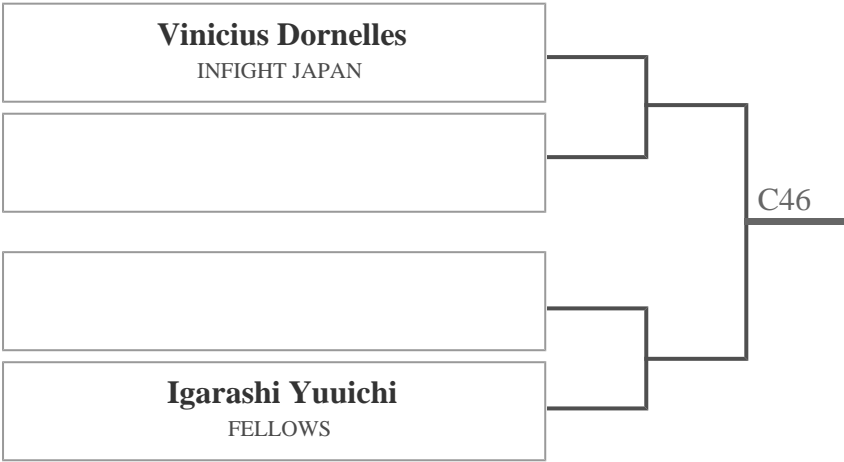 Vinicius Dornelles
INFIGHT JAPAN
C46
Igarashi Yuuichi
FELLOWS